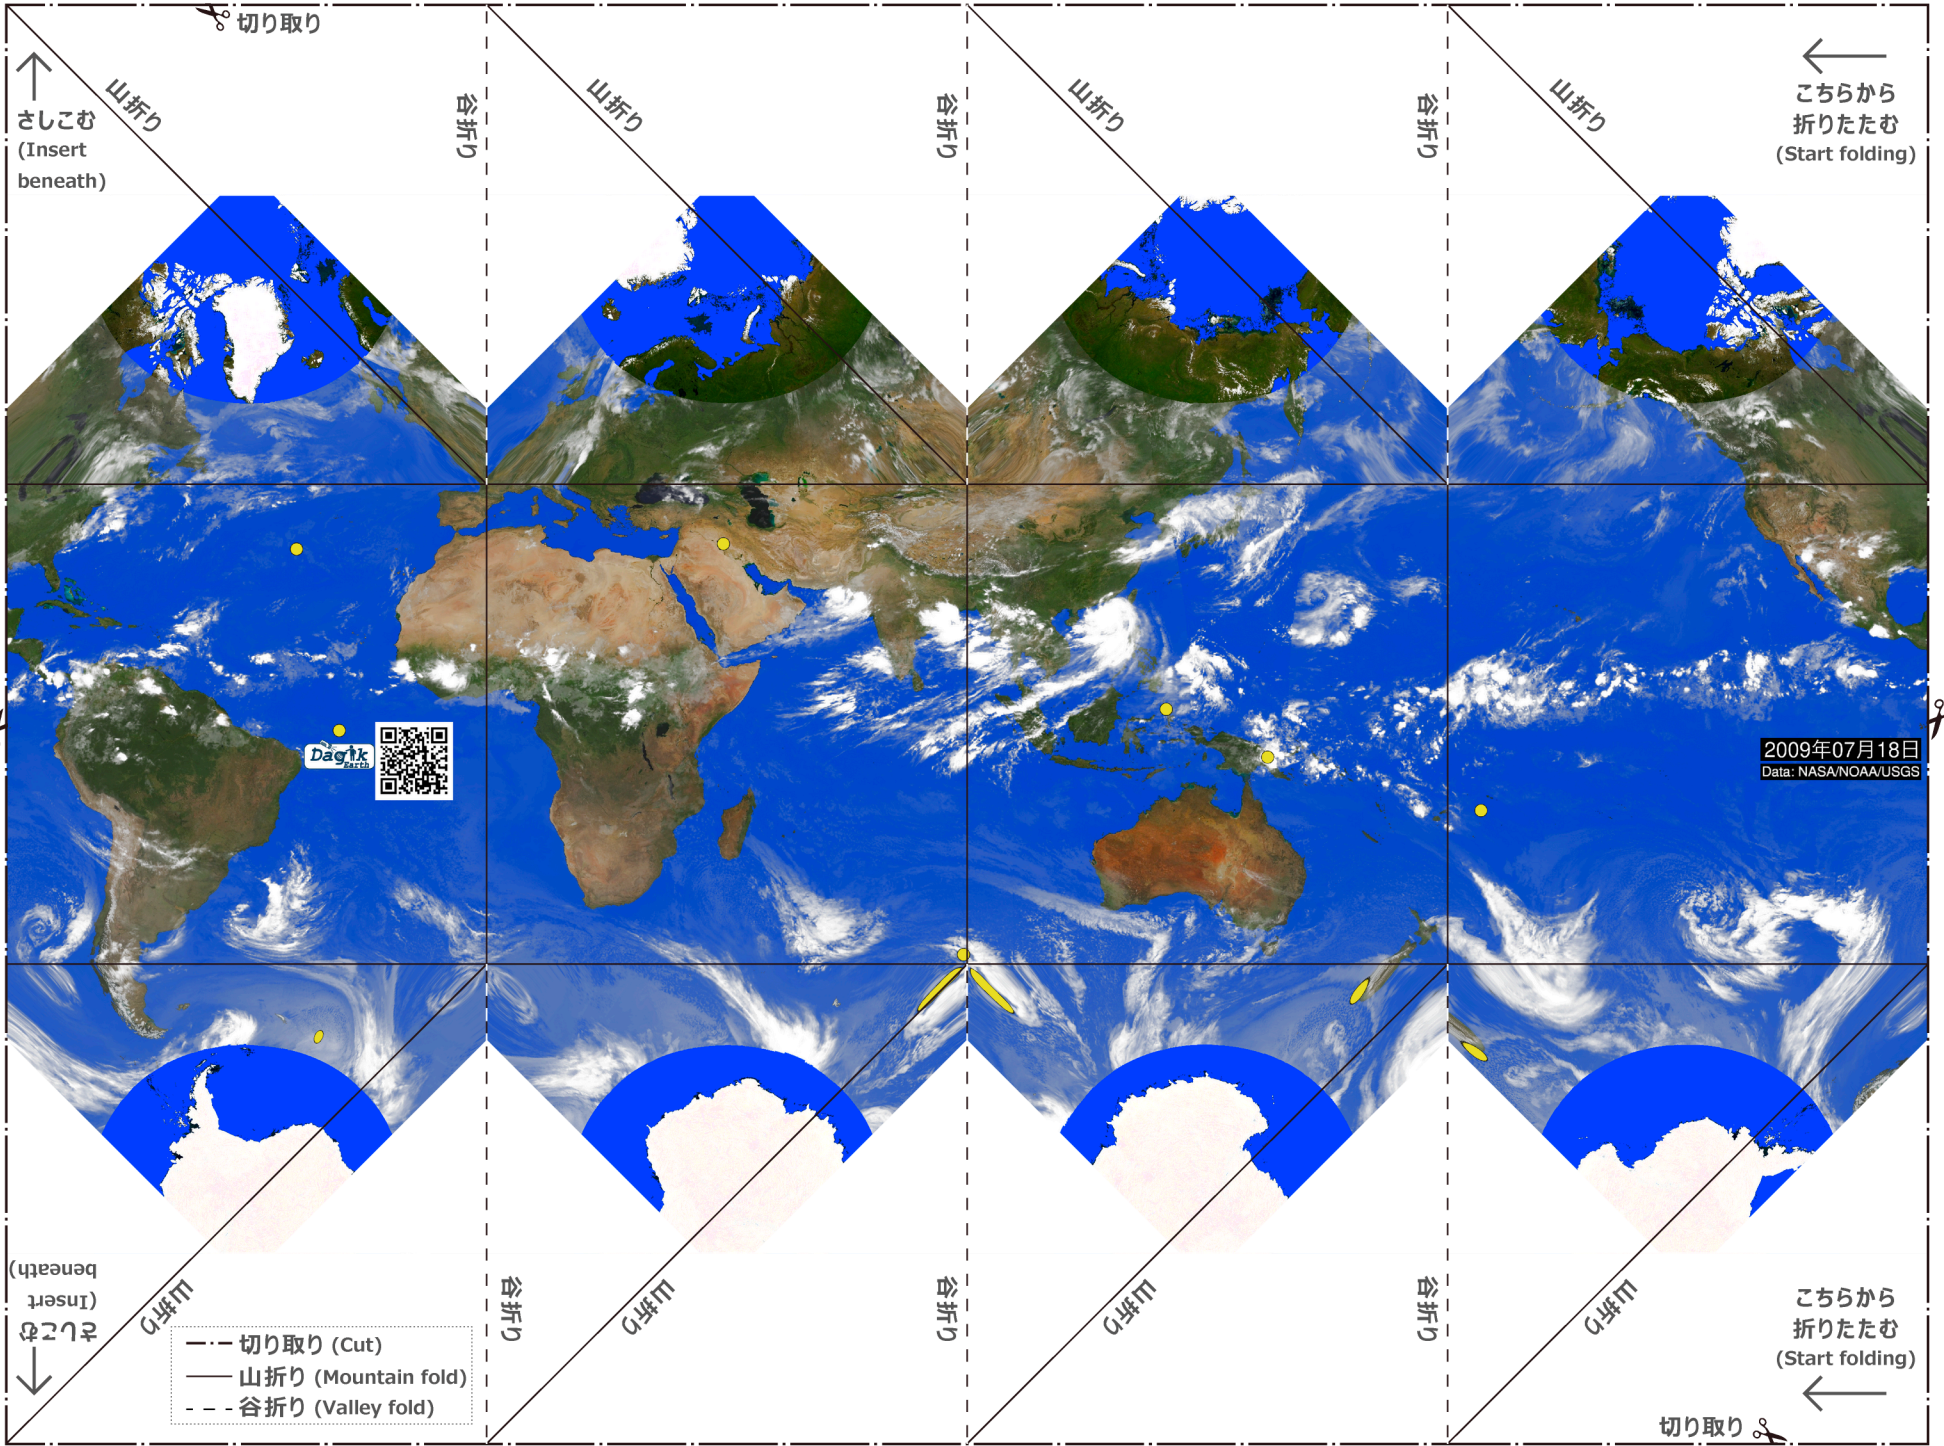 切り取り
さしこむ
(Insert
beneath)
山折り
谷折り
山折り
谷折り
山折り
谷折り
山折り
こちらから
折りたたむ
(Start folding)
Dagik
Earth
2009年07月18日
Data: NASA/NOAA/USGS
さしこむ
(Insert
beneath)
山折り
谷折り
山折り
谷折り
山折り
谷折り
山折り
こちらから
折りたたむ
(Start folding)
切り取り (Cut)
山折り (Mountain fold)
谷折り (Valley fold)
切り取り